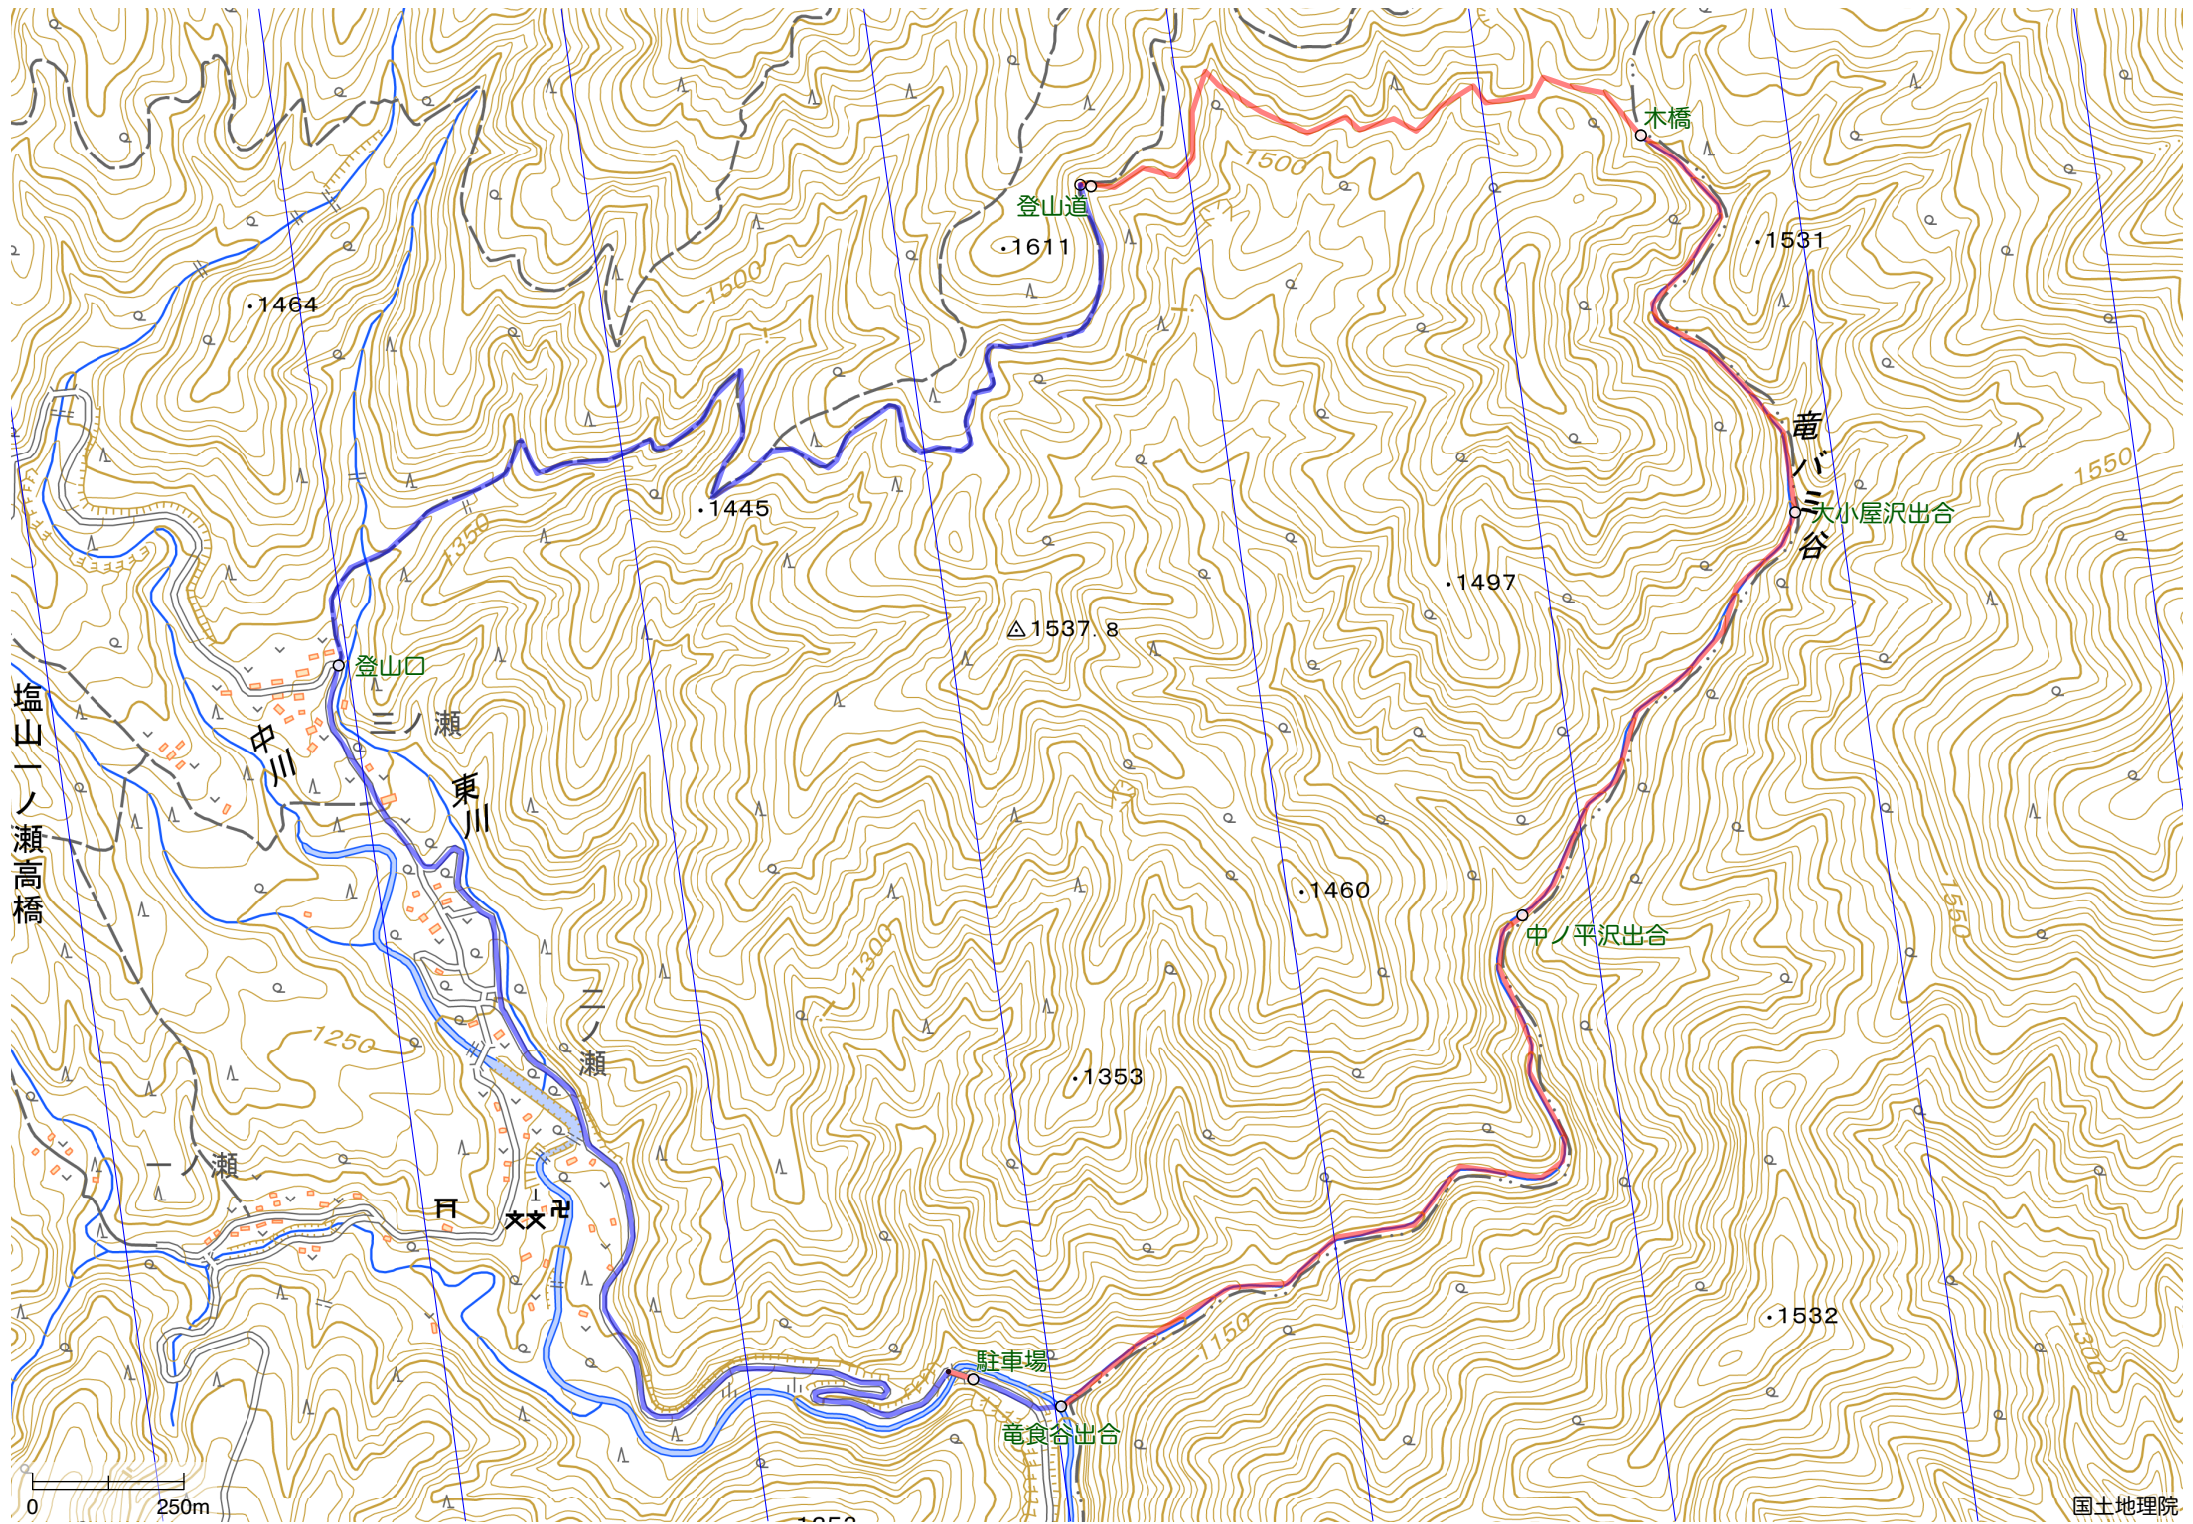 木橋
1500
登山道
・1611
・1531
1500
・1464
竜バミ谷
1550
・1445
大小屋沢出合
1350
・1497
1537.8
登山口
塩山一ノ瀬高橋
三ノ瀬
中川
東川
・1460
1550
中ノ平沢出合
1300
二ノ瀬
1250
・1353
一ノ瀬
文文
卍
・1532
1150
1300
駐車場
竜食谷出合
0 250m
国土地理院